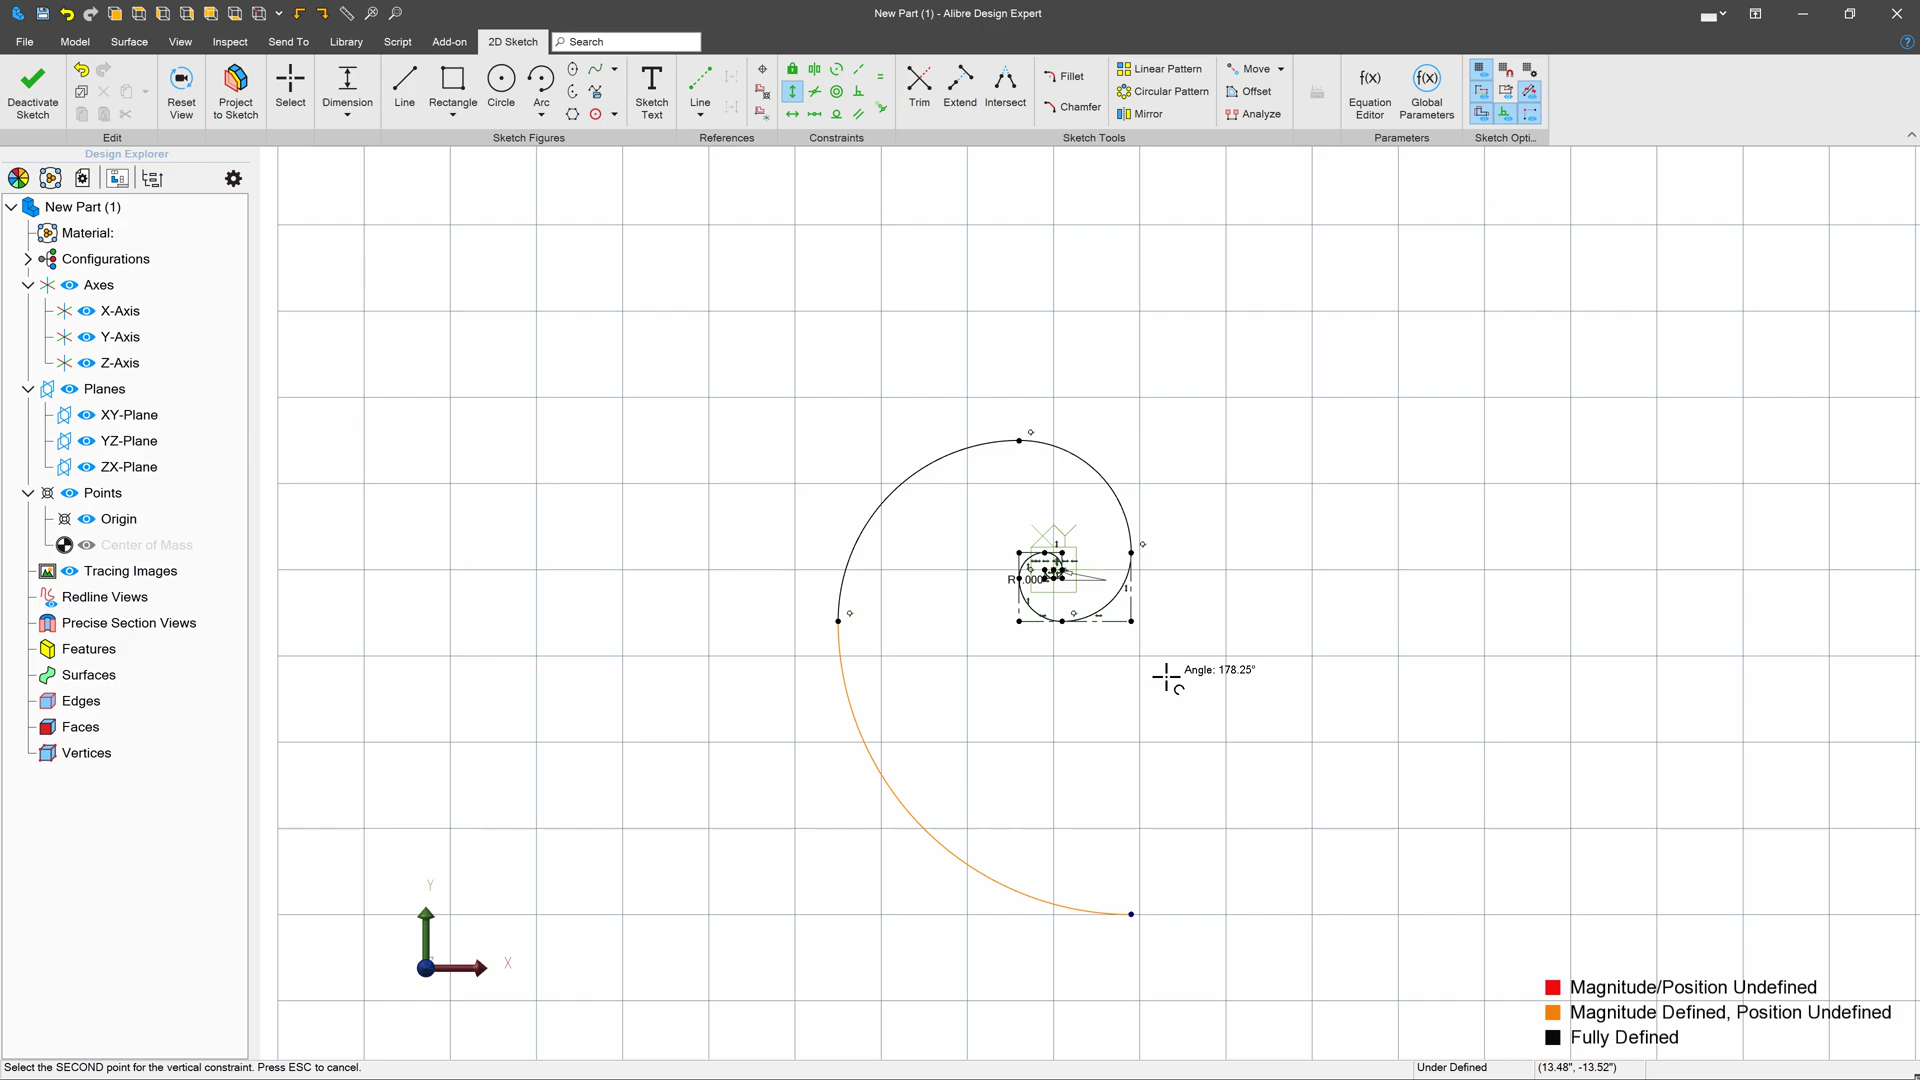 New Part (1) - Alibre Design Expert
File Model Surface View Inspect Send To Library Script Add-on 2D Sketch Search
Deactivate Sketch
Edit
Reset View
Project to Sketch
Select
Dimension
Line
Rectangle
Circle
Arc
Sketch Figures
Sketch Text
Line
References
Constraints
Trim
Extend
Intersect
Fillet
Chamfer
Linear Pattern
Circular Pattern
Mirror
Move
Offset
Analyze
Sketch Tools
f(x)
Equation Editor
f(x)
Global Parameters
Parameters
Sketch Opti...
Design Explorer
New Part (1)
Material:
Configurations
Axes
X-Axis
Y-Axis
Z-Axis
Planes
XY-Plane
YZ-Plane
ZX-Plane
Points
Origin
Center of Mass
Tracing Images
Redline Views
Precise Section Views
Features
Surfaces
Edges
Faces
Vertices
Angle: 178.25°
Y
X
Magnitude/Position Undefined
Magnitude Defined, Position Undefined
Fully Defined
Select the SECOND point for the vertical constraint. Press ESC to cancel.
Under Defined
(13.48", -13.52")